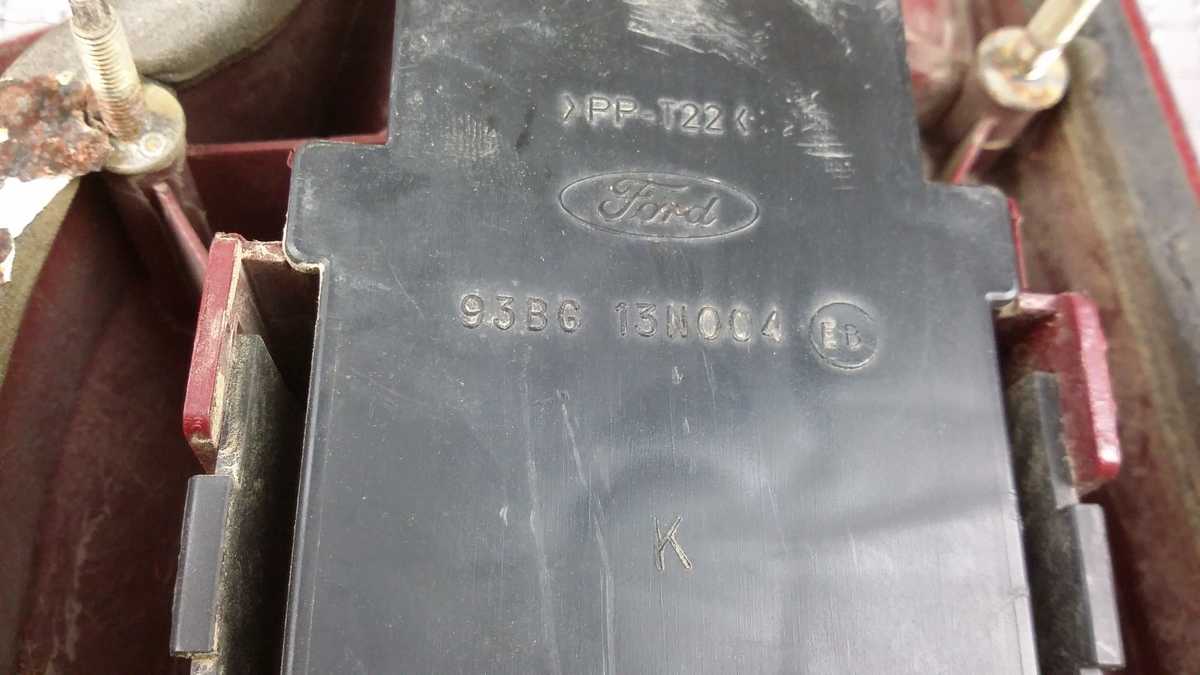 >PP-T22<
Ford
93BG 13N004 EB
K